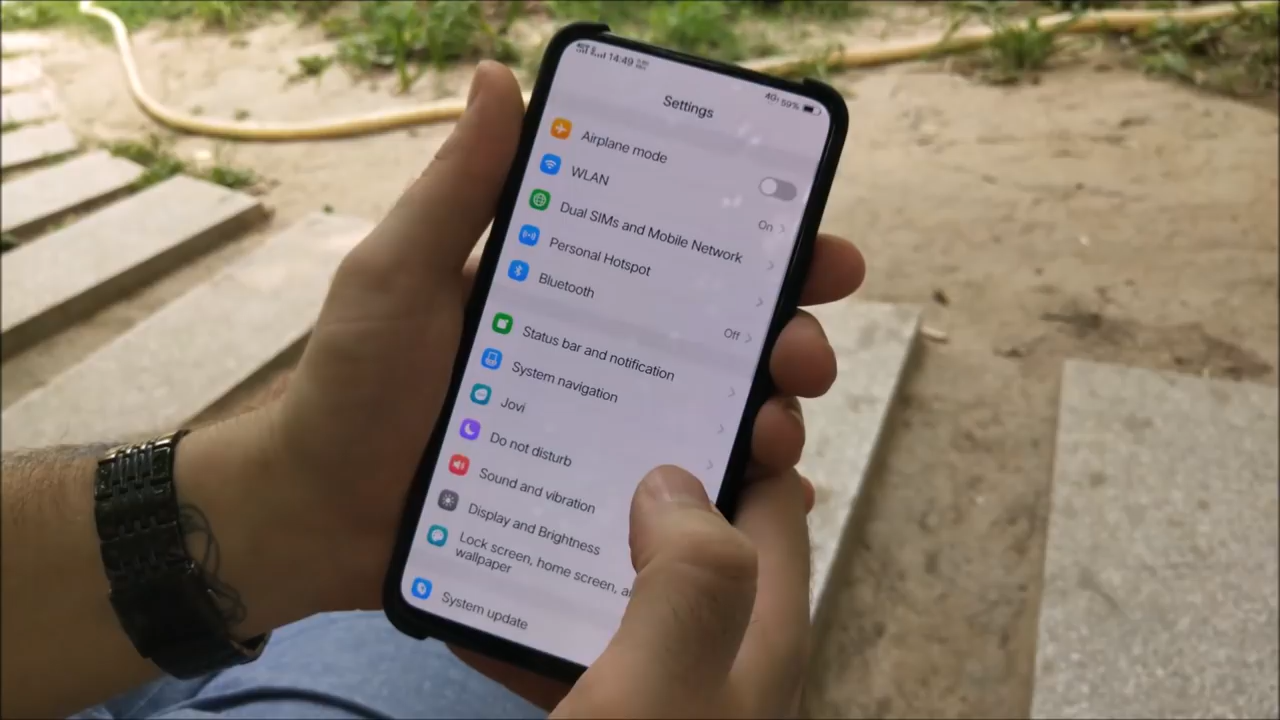 14:49
4G 59%
Settings
Airplane mode
WLAN
On
Dual SIMs and Mobile Network
Personal Hotspot
Bluetooth
Off
Status bar and notification
System navigation
Jovi
Do not disturb
Sound and vibration
Display and Brightness
Lock screen, home screen, a
wallpaper
System update